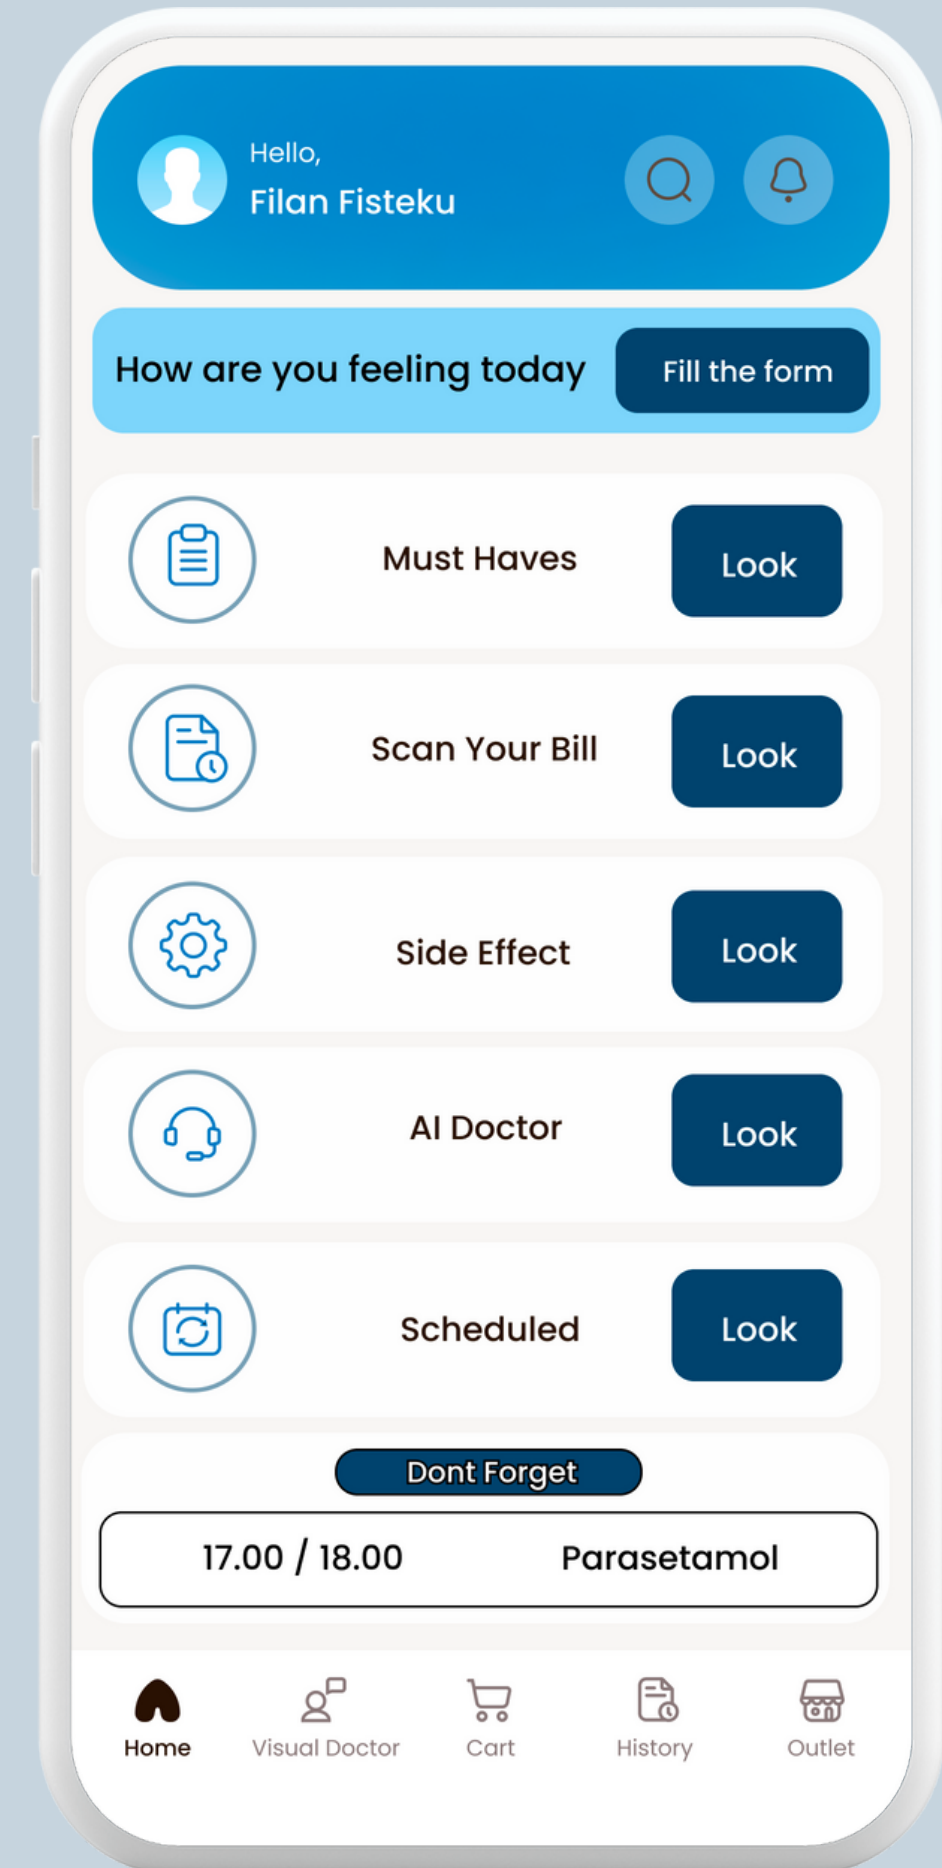 Hello,
Filan Fisteku
How are you feeling today
Fill the form
Must Haves
Look
Scan Your Bill
Look
Side Effect
Look
AI Doctor
Look
Scheduled
Look
Dont Forget
17.00 / 18.00 Parasetamol
Home Visual Doctor Cart History Outlet